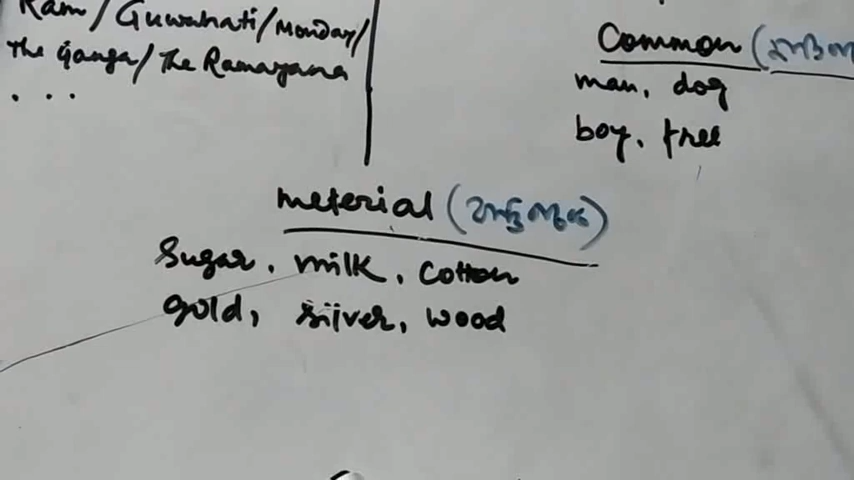 Ram/Guwahati/Monday/
The Ganga/The Ramayana
. . .
Common (
man, dog
boy, tree
meterial (
Sugar, milk, Cotton
gold, silver, wood